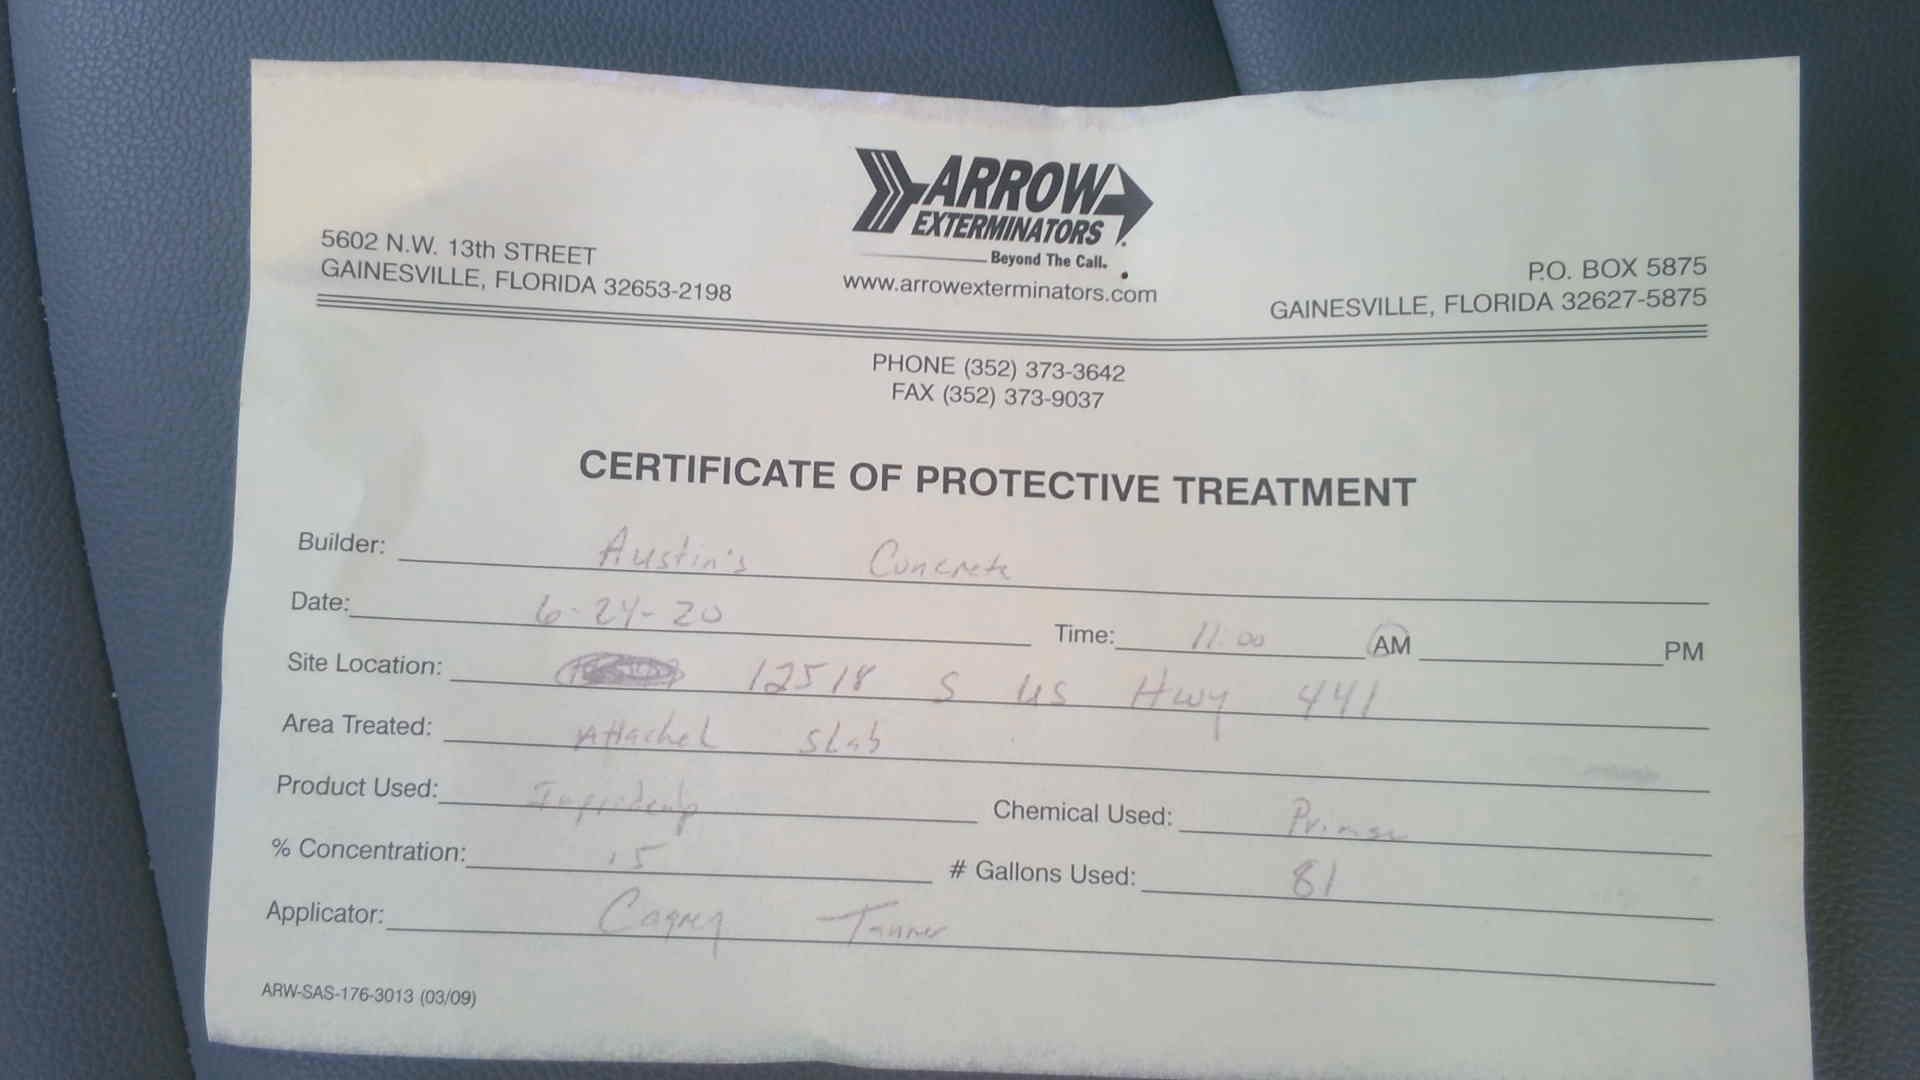 ARROW
EXTERMINATORS
Beyond The Call.
www.arrowexterminators.com
5602 N.W. 13th STREET
GAINESVILLE, FLORIDA 32653-2198
P.O. BOX 5875
GAINESVILLE, FLORIDA 32627-5875
PHONE (352) 373-3642
FAX (352) 373-9037
CERTIFICATE OF PROTECTIVE TREATMENT
Builder: Austin's Concrete
Date: 6-24-20 Time: 11:00 AM PM
Site Location: 12518 S US Hwy 441
Area Treated: Slab
Product Used: Chemical Used:
% Concentration: .5 # Gallons Used: 81
Applicator: Tanner
ARW-SAS-176-3013 (03/09)